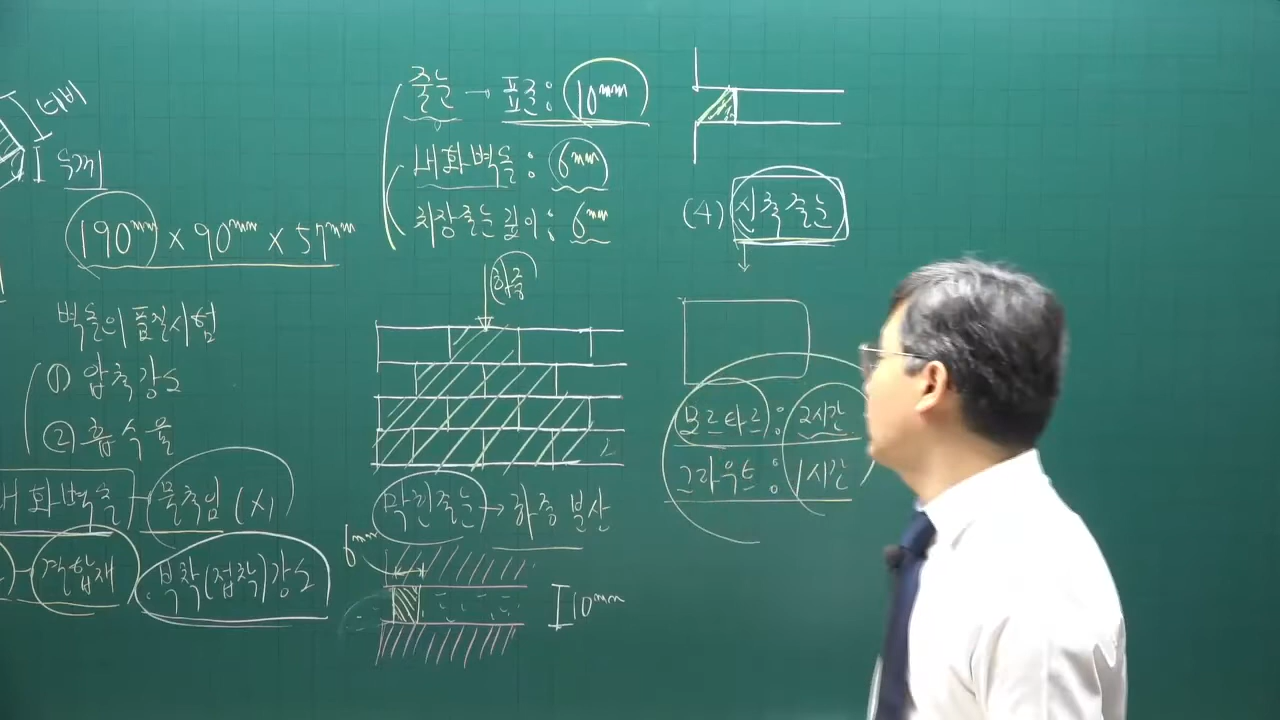 너비
두께
190mm × 90mm × 57mm
벽돌의 품질시험
① 압축강도
② 흡수율
내화벽돌 - 물축임 (X)
접합재 부착(접착)강도
줄눈 → 표준: 10mm
내화벽돌: 6mm
치장줄눈 깊이: 6mm
하중
막힌줄눈 → 하중 분산
6mm
10mm
(4) 신축줄눈
모르타르: 2시간
그라우트: 1시간